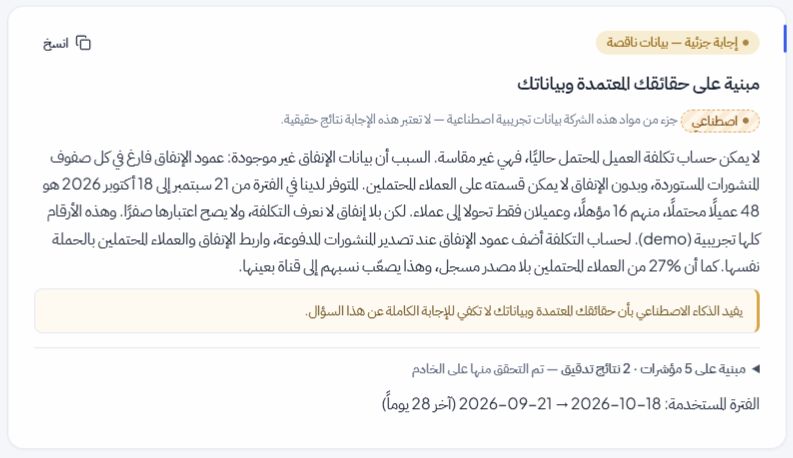 إجابة جزئية — بيانات ناقصة
انسخ
مبنية على حقائقك المعتمدة وبياناتك
اصطناعي جزء من مواد هذه الشركة بيانات تجريبية اصطناعية — لا تعتبر هذه الإجابة نتائج حقيقية.
لا يمكن حساب تكلفة العميل المحتمل حاليًا، فهي غير مقاسة. السبب أن بيانات الإنفاق غير موجودة: عمود الإنفاق فارغ في كل صفوف
المنشورات المستوردة، وبدون الإنفاق لا يمكن قسمته على العملاء المحتملين. المتوفر لدينا في الفترة من 21 سبتمبر إلى 18 أكتوبر 2026 هو
48 عميلًا محتملًا، منهم 16 مؤهلًا، وعميلان فقط تحولا إلى عملاء. لكن بلا إنفاق لا نعرف التكلفة، ولا يصح اعتبارها صفرًا. وهذه الأرقام
كلها تجريبية (demo). لحساب التكلفة أضف عمود الإنفاق عند تصدير المنشورات المدفوعة، واربط الإنفاق والعملاء المحتملين بالحملة
نفسها. كما أن 27% من العملاء المحتملين بلا مصدر مسجل، وهذا يصعّب نسبهم إلى قناة بعينها.
يفيد الذكاء الاصطناعي بأن حقائقك المعتمدة وبياناتك لا تكفي للإجابة الكاملة عن هذا السؤال.
مبنية على 5 مؤشرات · 2 نتائج تدقيق — تم التحقق منها على الخادم
الفترة المستخدمة: 2026-09-21 → 2026-10-18 (آخر 28 يوماً)